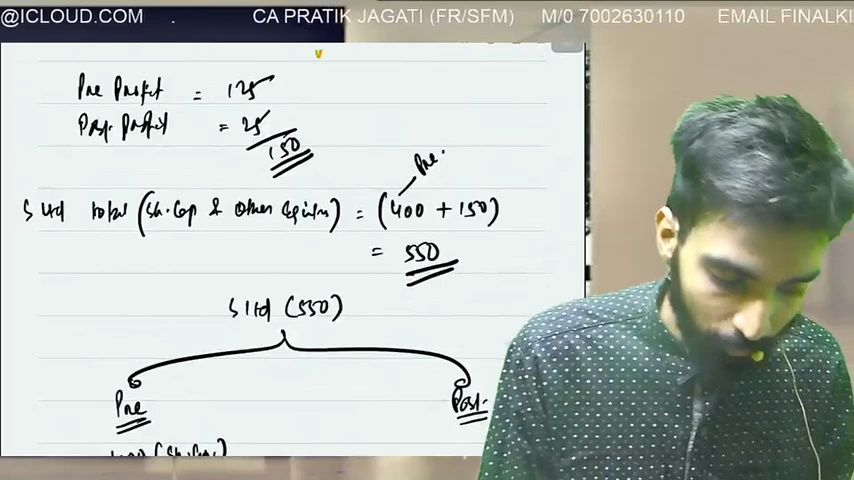 @ICLOUD.COM . CA PRATIK JAGATI (FR/SFM) M/0 7002630110 EMAIL FINALKI
Pre Profit = 125
Post. Profit = 25
150
Pre.
S Ltd total (Sh. Cap & Other Equity) = (400 + 150)
= 550
S Ltd (550)
Pre
Post.